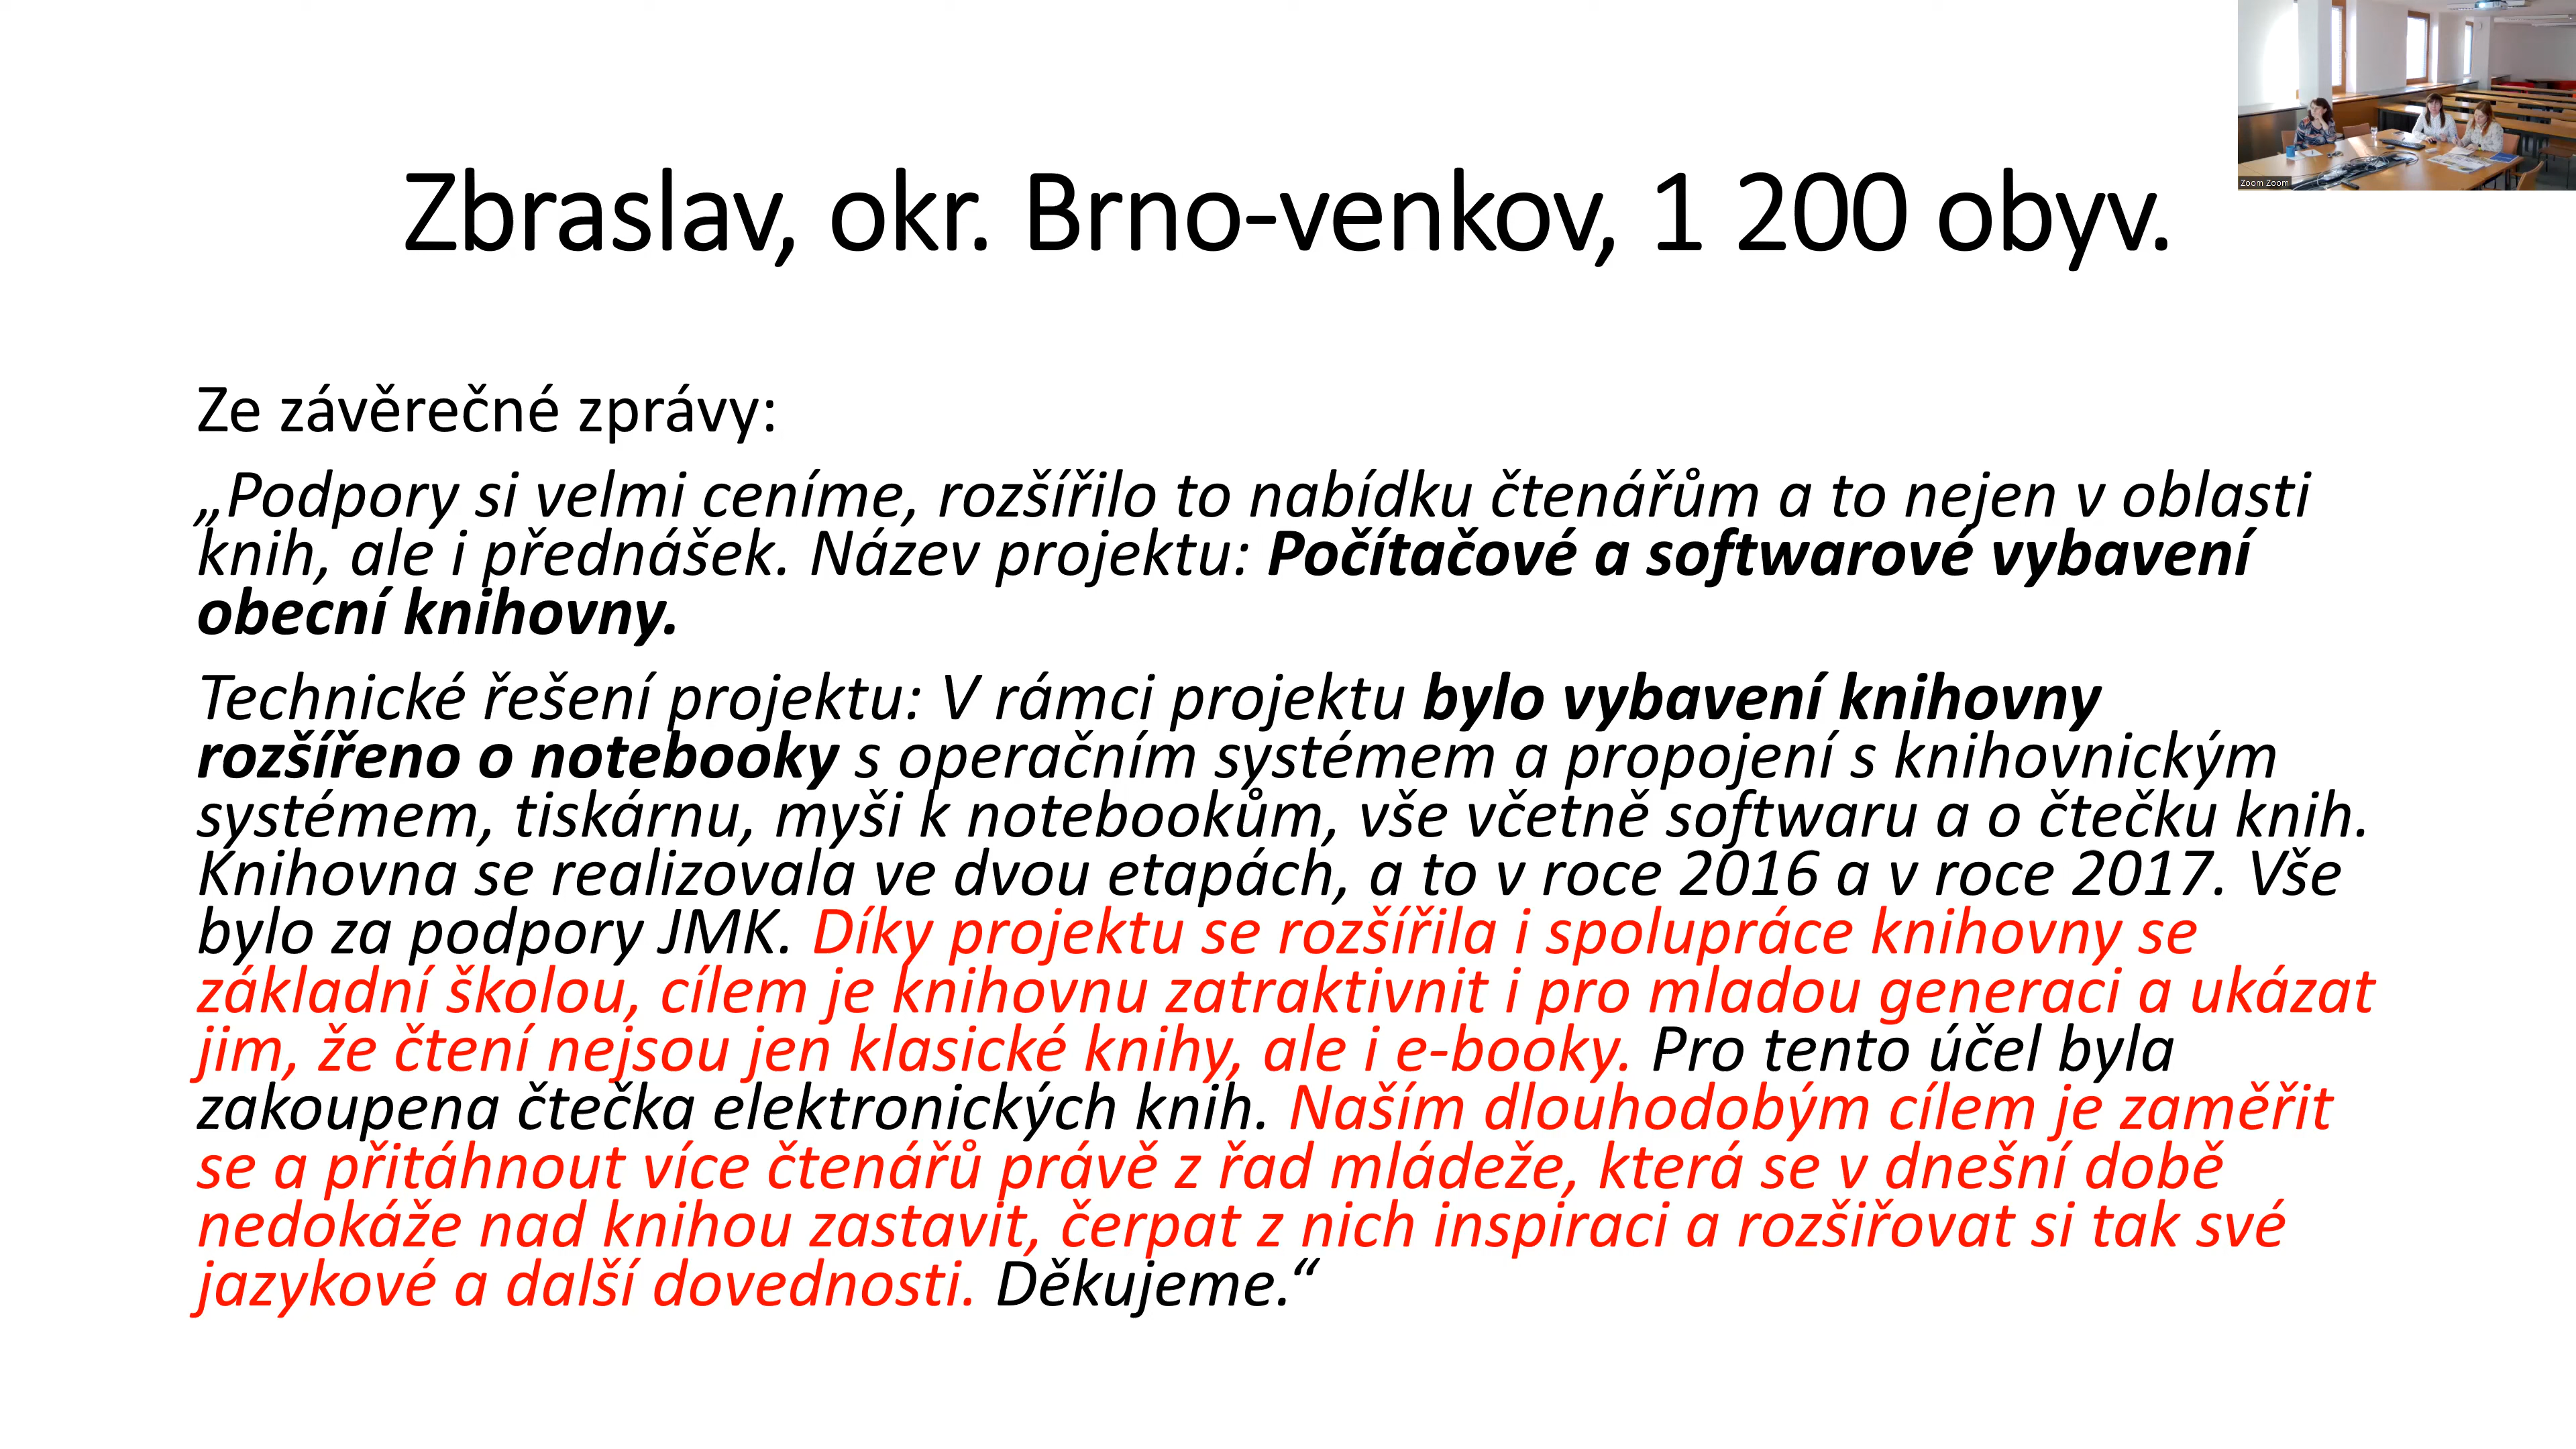 Zoom Zoom
Zbraslav, okr. Brno-venkov, 1 200 obyv.
Ze závěrečné zprávy:
„Podpory si velmi ceníme, rozšířilo to nabídku čtenářům a to nejen v oblasti
knih, ale i přednášek. Název projektu: Počítačové a softwarové vybavení
obecní knihovny.
Technické řešení projektu: V rámci projektu bylo vybavení knihovny
rozšířeno o notebooky s operačním systémem a propojení s knihovnickým
systémem, tiskárnu, myši k notebookům, vše včetně softwaru a o čtečku knih.
Knihovna se realizovala ve dvou etapách, a to v roce 2016 a v roce 2017. Vše
bylo za podpory JMK. Díky projektu se rozšířila i spolupráce knihovny se
základní školou, cílem je knihovnu zatraktivnit i pro mladou generaci a ukázat
jim, že čtení nejsou jen klasické knihy, ale i e-booky. Pro tento účel byla
zakoupena čtečka elektronických knih. Naším dlouhodobým cílem je zaměřit
se a přitáhnout více čtenářů právě z řad mládeže, která se v dnešní době
nedokáže nad knihou zastavit, čerpat z nich inspiraci a rozšiřovat si tak své
jazykové a další dovednosti. Děkujeme.“